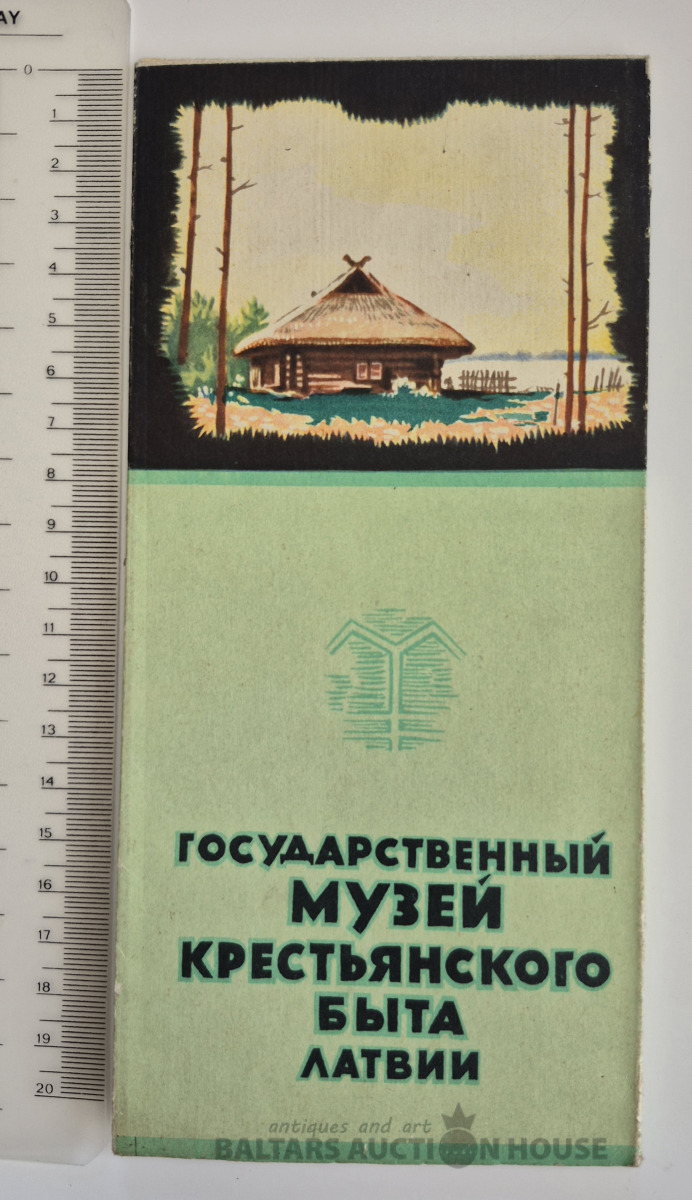 AY
0
1
2
3
4
5
6
7
8
9
10
11
12
13
14
15
16
17
18
19
20
ГОСУДАРСТВЕННЫЙ
МУЗЕЙ
КРЕСТЬЯНСКОГО
БЫТА
ЛАТВИИ
antiques and art
BALTARS AUCTION HOUSE